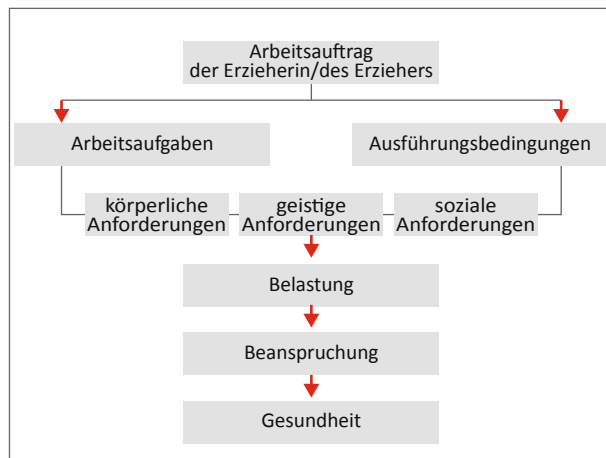 Arbeitsauftrag
der Erzieherin/des Erziehers
Arbeitsaufgaben
Ausführungsbedingungen
körperliche
Anforderungen
geistige
Anforderungen
soziale
Anforderungen
Belastung
Beanspruchung
Gesundheit